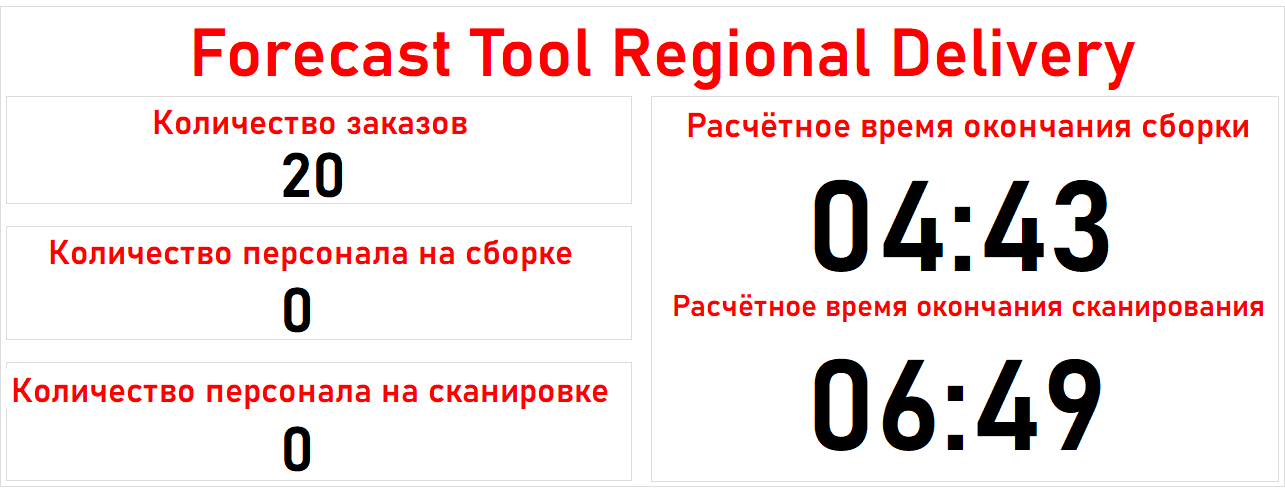 Forecast Tool Regional Delivery
Количество заказов
20
Количество персонала на сборке
0
Количество персонала на сканировке
0
Расчётное время окончания сборки
04:43
Расчётное время окончания сканирования
06:49